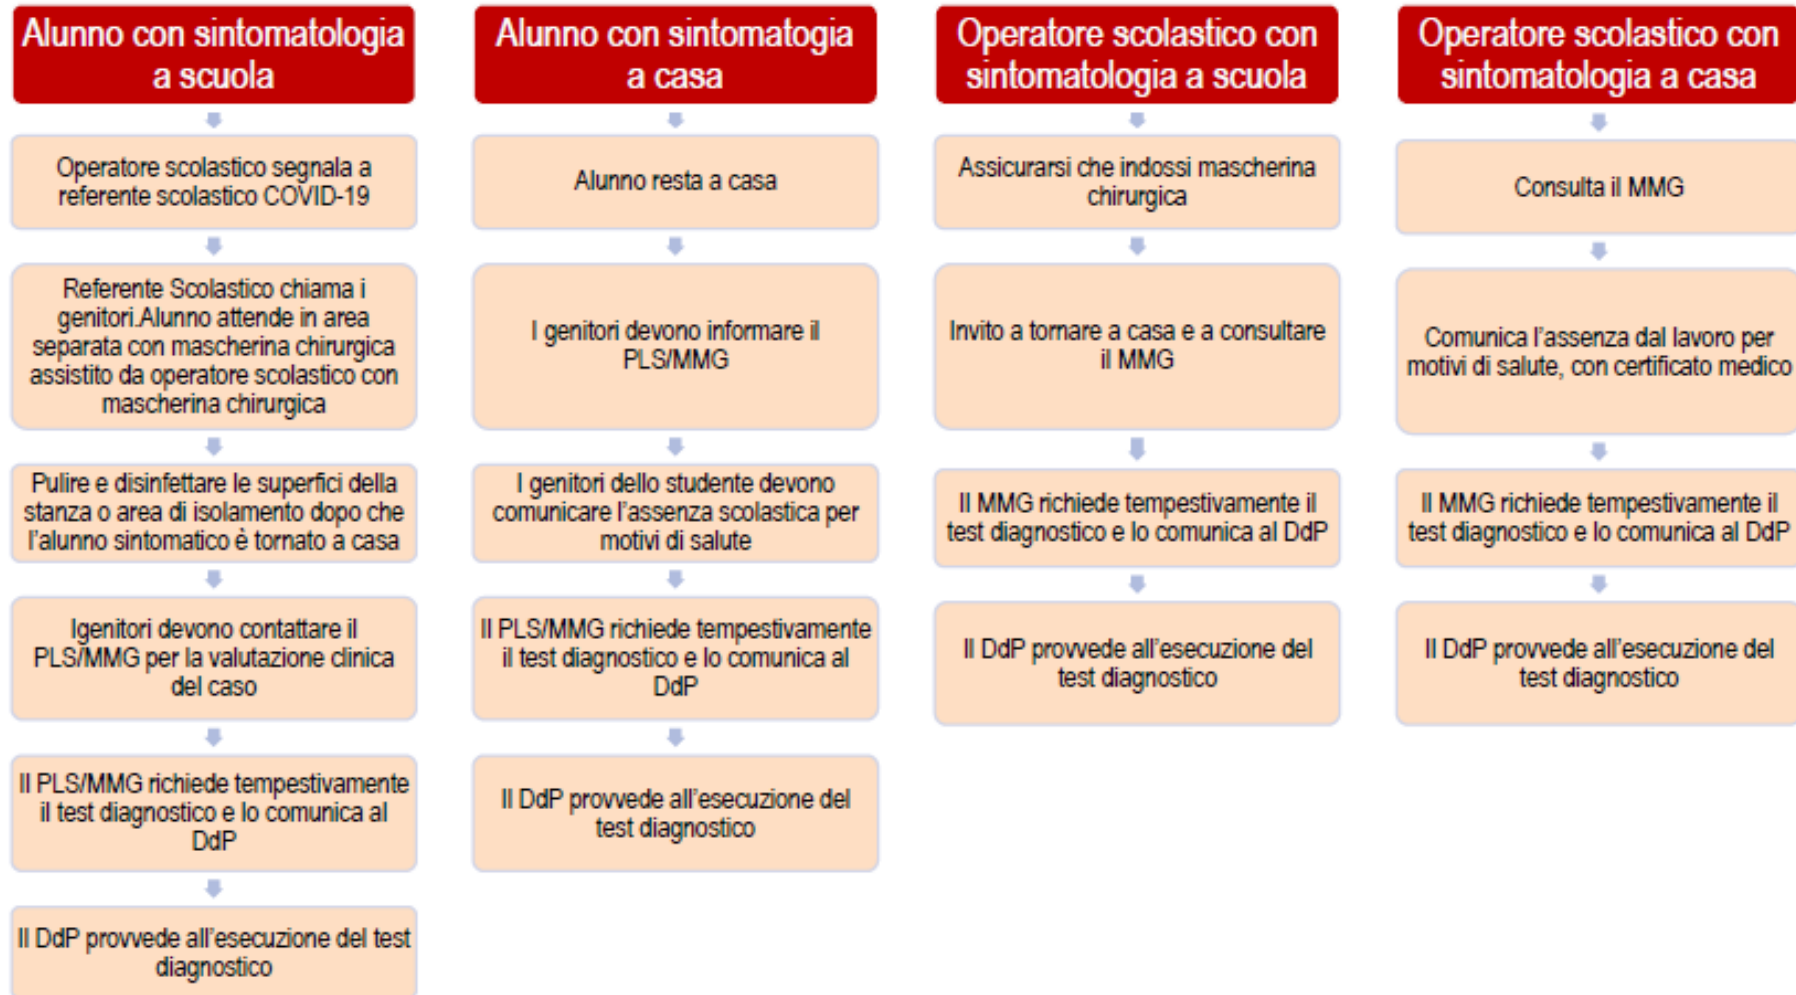 Alunno con sintomatologia
a scuola
Operatore scolastico segnala a
referente scolastico COVID-19
Referente Scolastico chiama i
genitori.Alunno attende in area
separata con mascherina chirurgica
assistito da operatore scolastico con
mascherina chirurgica
Pulire e disinfettare le superfici della
stanza o area di isolamento dopo che
l'alunno sintomatico è tornato a casa
Igenitori devono contattare il
PLS/MMG per la valutazione clinica
del caso
Il PLS/MMG richiede tempestivamente
il test diagnostico e lo comunica al
DdP
Il DdP provvede all'esecuzione del test
diagnostico
Alunno con sintomatogia
a casa
Alunno resta a casa
I genitori devono informare il
PLS/MMG
I genitori dello studente devono
comunicare l'assenza scolastica per
motivi di salute
Il PLS/MMG richiede tempestivamente
il test diagnostico e lo comunica al
DdP
Il DdP provvede all'esecuzione del
test diagnostico
Operatore scolastico con
sintomatologia a scuola
Assicurarsi che indossi mascherina
chirurgica
Invito a tornare a casa e a consultare
il MMG
Il MMG richiede tempestivamente il
test diagnostico e lo comunica al DdP
Il DdP provvede all'esecuzione del
test diagnostico
Operatore scolastico con
sintomatologia a casa
Consulta il MMG
Comunica l'assenza dal lavoro per
motivi di salute, con certificato medico
Il MMG richiede tempestivamente il
test diagnostico e lo comunica al DdP
Il DdP provvede all'esecuzione del
test diagnostico